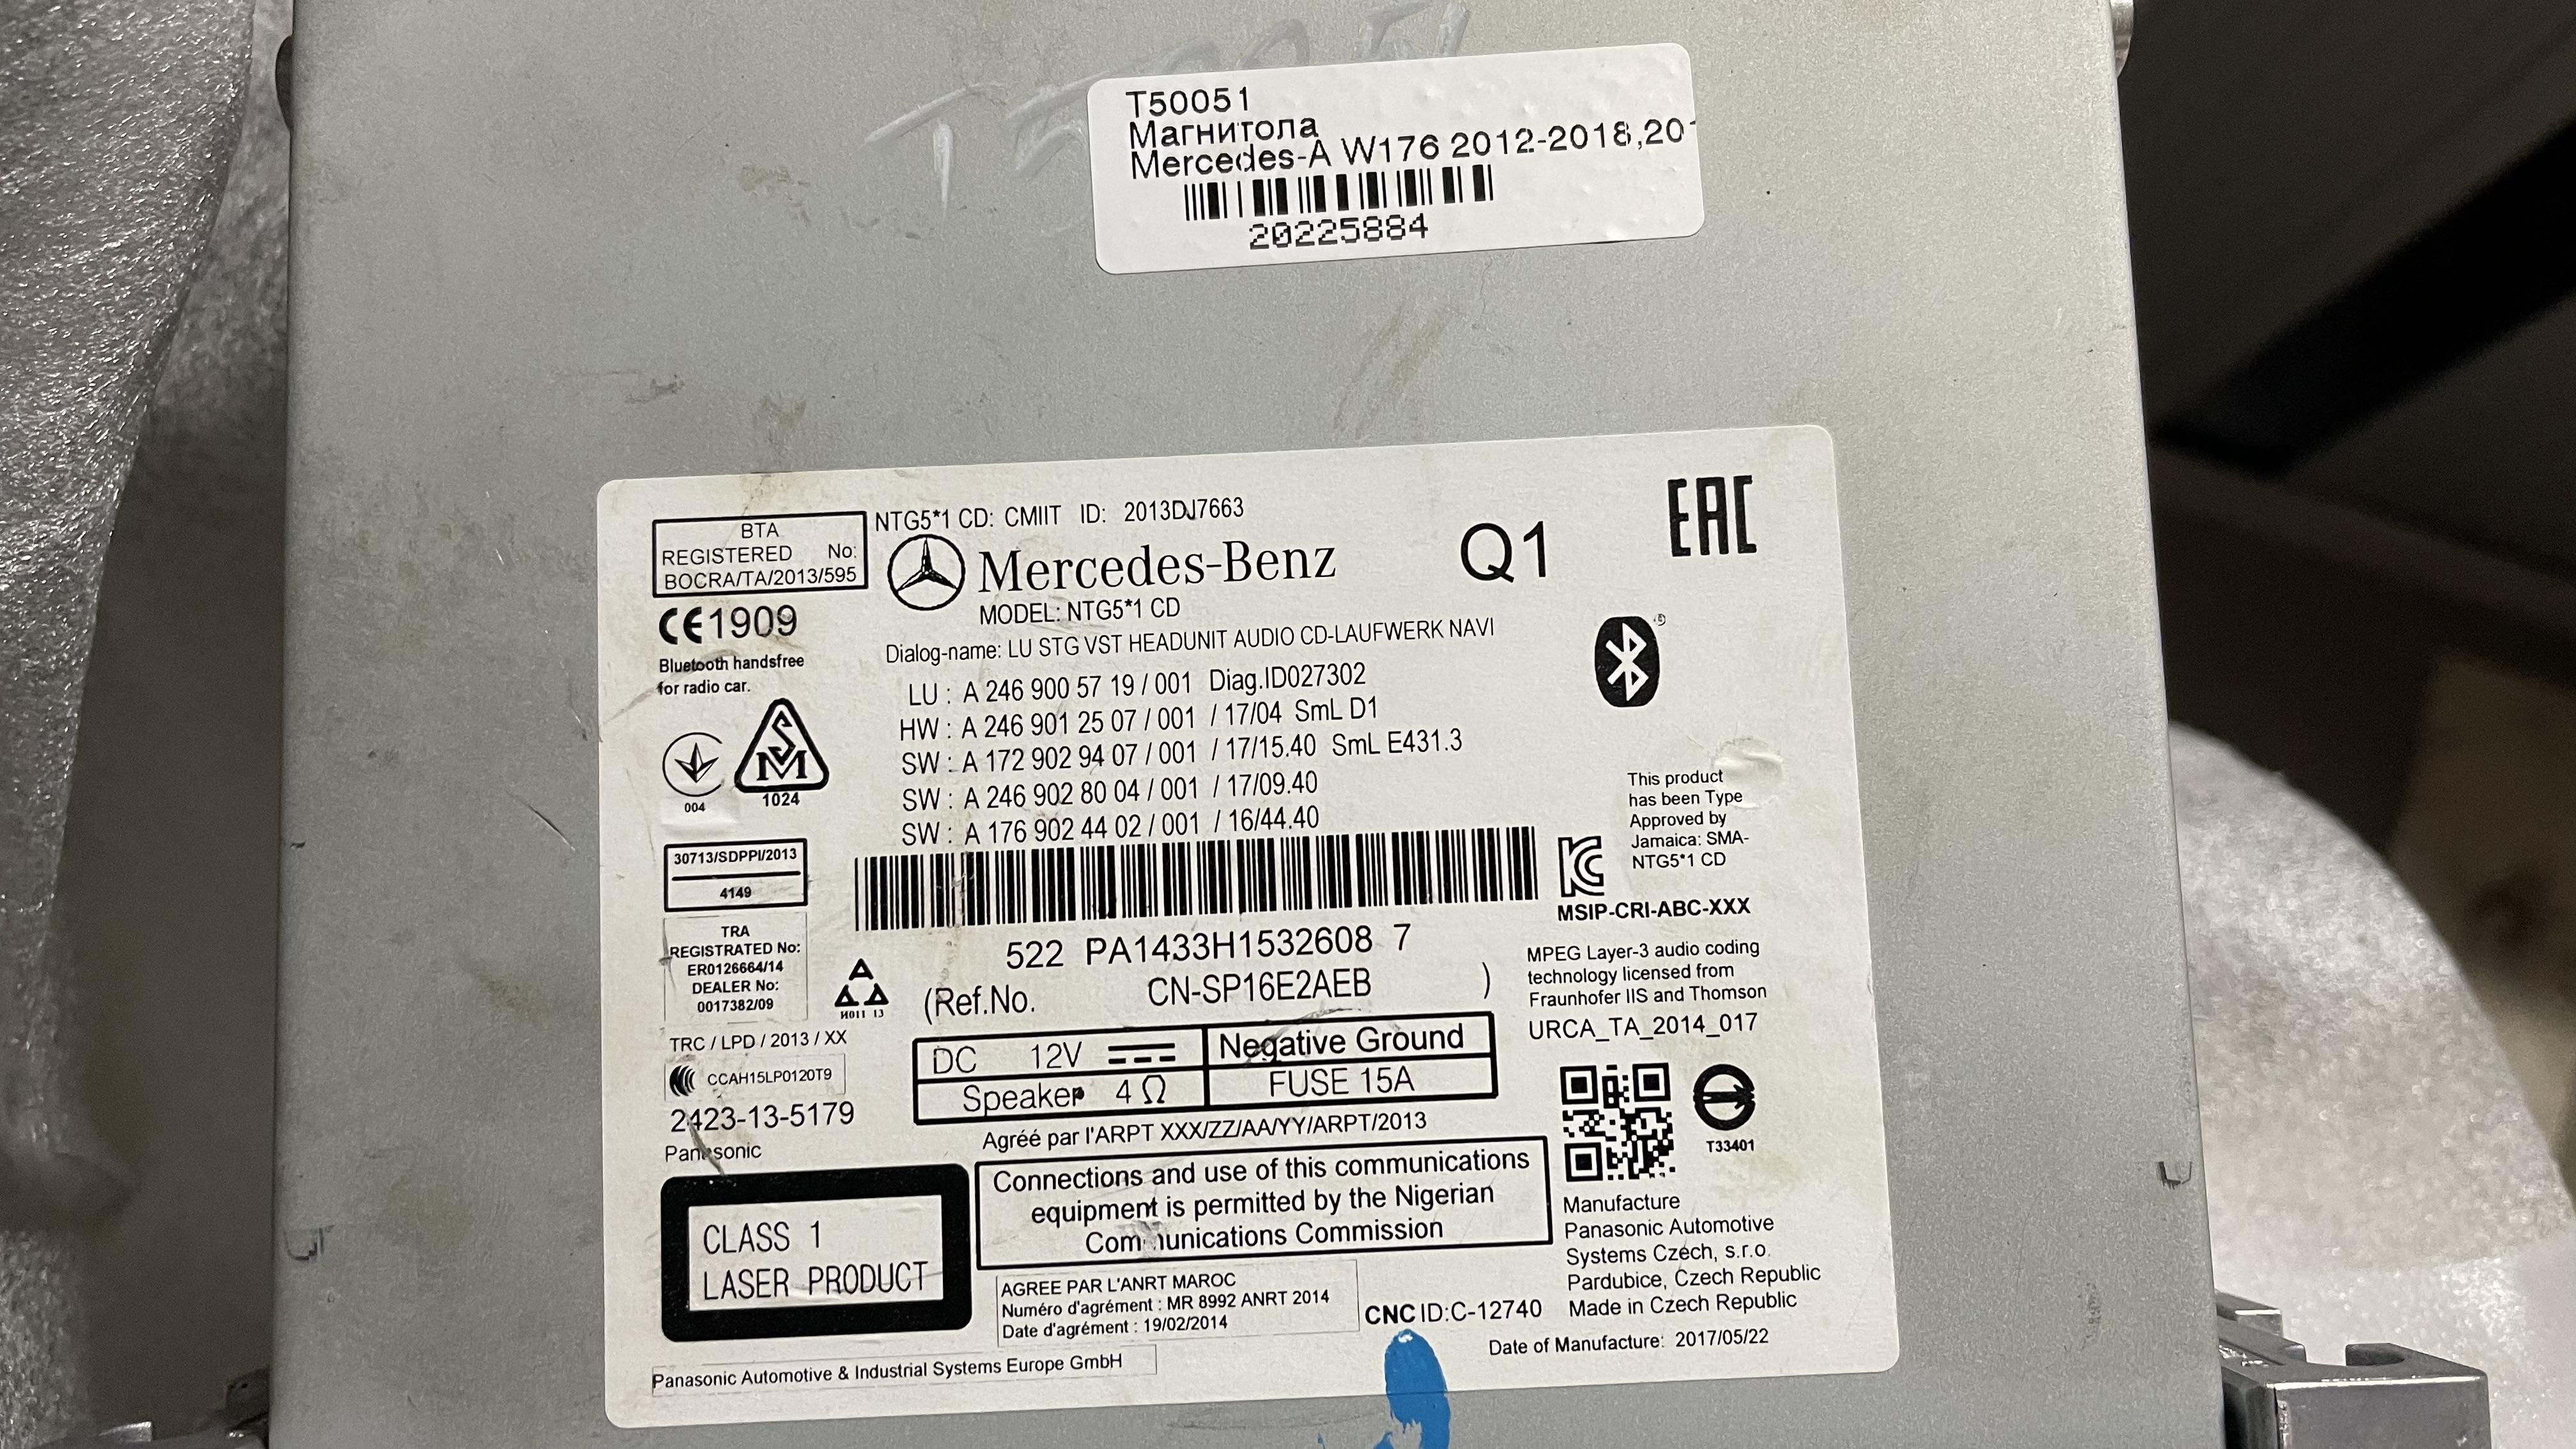 T50051
Магнитола
Mercedes-A W176 2012-2018,20
20225884
BTA
REGISTERED No:
BOCRA/TA/2013/595
NTG5*1 CD: CMIIT ID: 2013DJ7663
Mercedes-Benz
Q1
EAC
MODEL: NTG5*1 CD
Dialog-name: LU STG VST HEADUNIT AUDIO CD-LAUFWERK NAVI
CE1909
Bluetooth handsfree
for radio car.
LU : A 246 900 57 19 / 001 Diag.ID027302
HW : A 246 901 25 07 / 001 / 17/04 SmL D1
SW : A 172 902 94 07 / 001 / 17/15.40 SmL E431.3
SW : A 246 902 80 04 / 001 / 17/09.40
SW : A 176 902 44 02 / 001 / 16/44.40
004
SM
1024
30713/SDPPI/2013
4149
This product
has been Type
Approved by
Jamaica: SMA-
NTG5*1 CD
MSIP-CRI-ABC-XXX
TRA
REGISTRATED No:
ER0126664/14
DEALER No:
0017382/09
И011 13
522 PA1433H1532608 7
(Ref.No. CN-SP16E2AEB )
MPEG Layer-3 audio coding
technology licensed from
Fraunhofer IIS and Thomson
URCA_TA_2014_017
TRC / LPD / 2013 / XX
CCAH15LP0120T9
2423-13-5179
Panasonic
DC 12V
Negative Ground
Speaker 4 Ω
FUSE 15A
Agréé par l'ARPT XXX/ZZ/AA/YY/ARPT/2013
T33401
CLASS 1
LASER PRODUCT
Connections and use of this communications
equipment is permitted by the Nigerian
Communications Commission
Manufacture
Panasonic Automotive
Systems Czech, s.r.o.
Pardubice, Czech Republic
Made in Czech Republic
AGREE PAR L'ANRT MAROC
Numéro d'agrément : MR 8992 ANRT 2014
Date d'agrément : 19/02/2014
CNC ID:C-12740
Date of Manufacture: 2017/05/22
Panasonic Automotive & Industrial Systems Europe GmbH